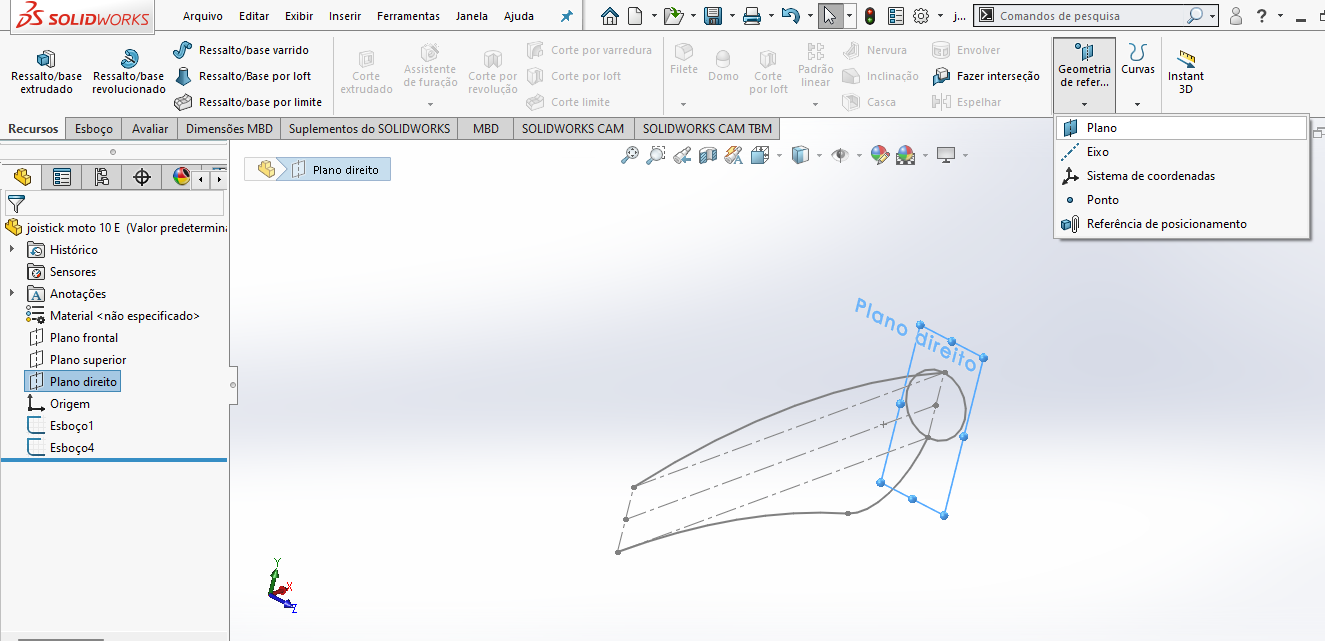 SOLIDWORKS
Arquivo Editar Exibir Inserir Ferramentas Janela Ajuda
j...
Comandos de pesquisa
?
Ressalto/base extrudado
Ressalto/base revolucionado
Ressalto/base varrido
Ressalto/Base por loft
Ressalto/base por limite
Corte extrudado
Assistente de furação
Corte por revolução
Corte por varredura
Corte por loft
Corte limite
Filete
Domo
Corte por loft
Padrão linear
Nervura
Inclinação
Casca
Envolver
Fazer interseção
Espelhar
Geometria de refer...
Curvas
Instant 3D
Recursos Esboço Avaliar Dimensões MBD Suplementos do SOLIDWORKS MBD SOLIDWORKS CAM SOLIDWORKS CAM TBM
Plano
Eixo
Sistema de coordenadas
Ponto
Referência de posicionamento
Plano direito
joistick moto 10 E (Valor predetermina
Histórico
Sensores
Anotações
Material <não especificado>
Plano frontal
Plano superior
Plano direito
Origem
Esboço1
Esboço4
Plano direito
Y
X
Z